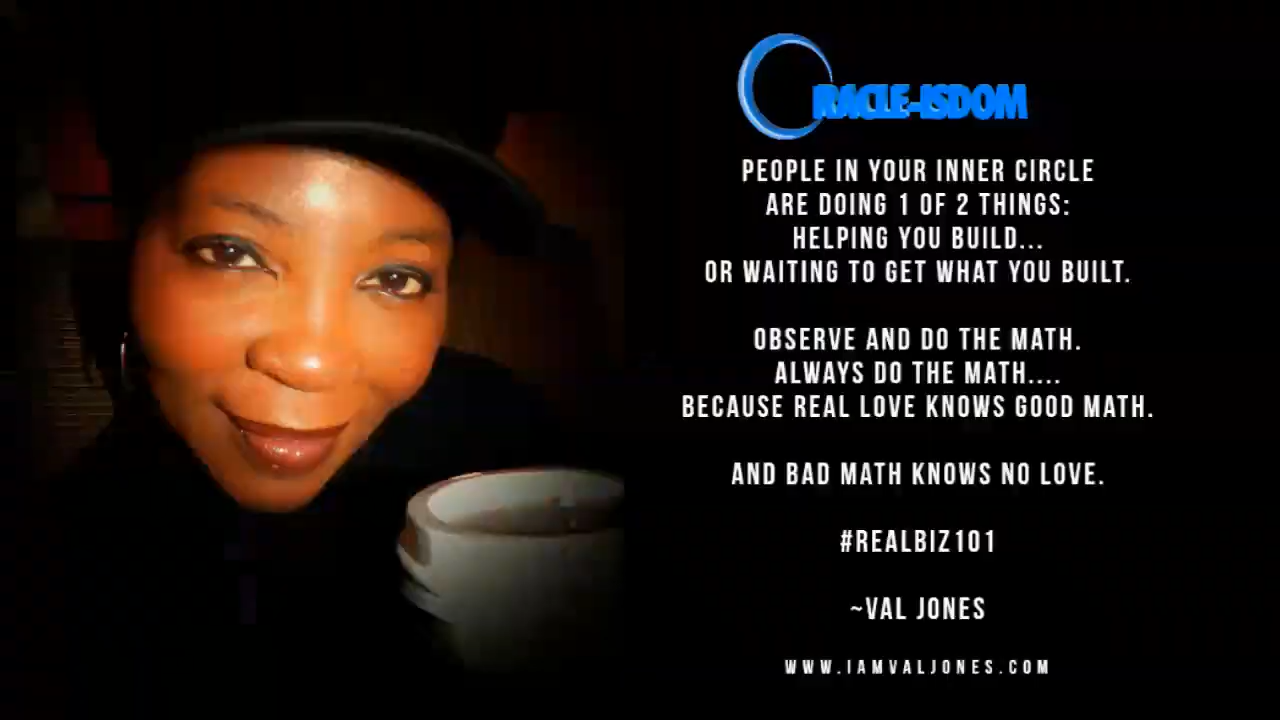 ORACLE-ISDOM
PEOPLE IN YOUR INNER CIRCLE
ARE DOING 1 OF 2 THINGS:
HELPING YOU BUILD...
OR WAITING TO GET WHAT YOU BUILT.
OBSERVE AND DO THE MATH.
ALWAYS DO THE MATH....
BECAUSE REAL LOVE KNOWS GOOD MATH.
AND BAD MATH KNOWS NO LOVE.
#REALBIZ101
~VAL JONES
WWW.IAMVALJONES.COM